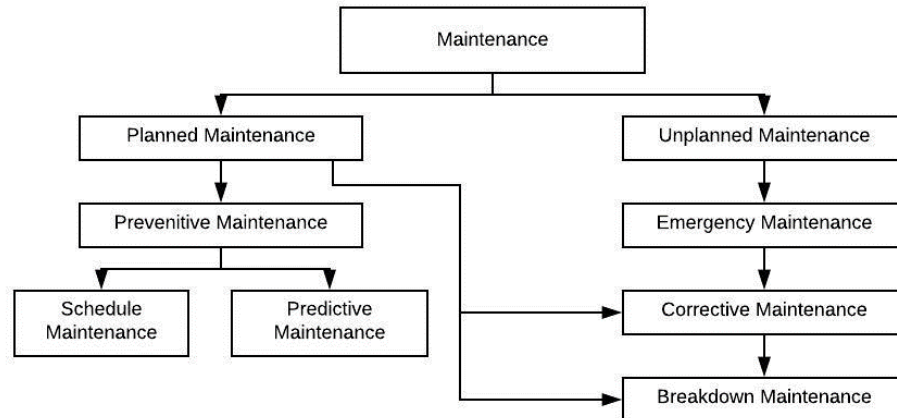 Maintenance
Planned Maintenance
Unplanned Maintenance
Prevenitive Maintenance
Emergency Maintenance
Schedule
Maintenance
Predictive
Maintenance
Corrective Maintenance
Breakdown Maintenance